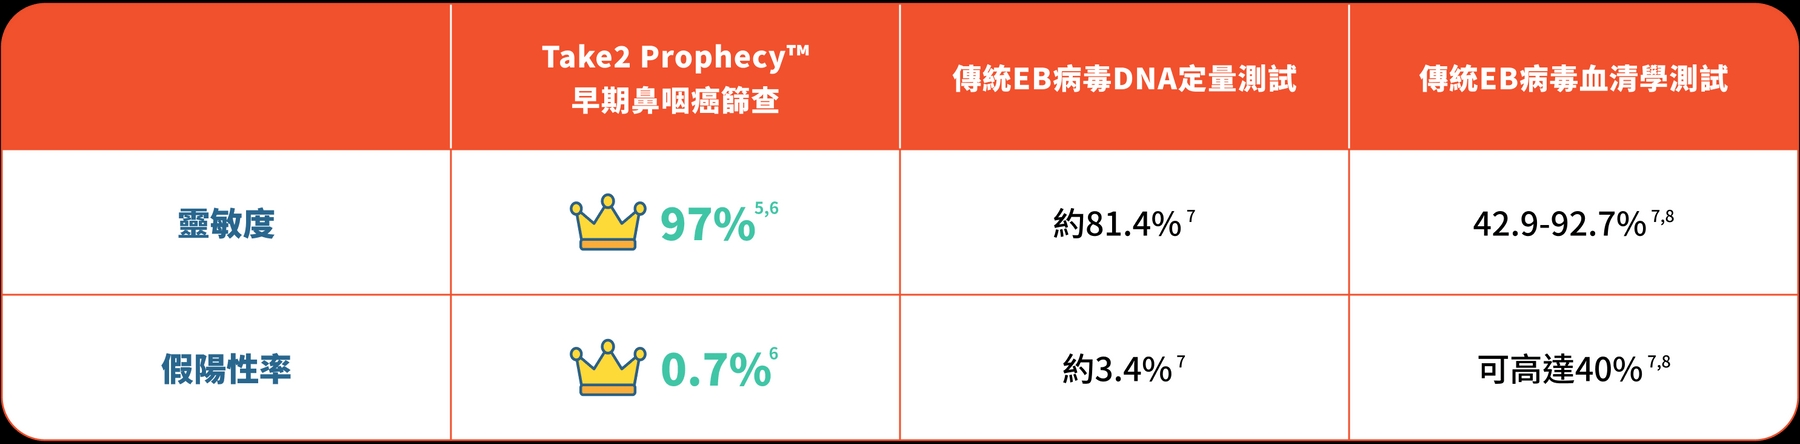 Take2 Prophecy™
早期鼻咽癌篩查
傳統EB病毒DNA定量測試
傳統EB病毒血清學測試
靈敏度
97%5,6
約81.4%7
42.9-92.7%7,8
假陽性率
0.7%6
約3.4%7
可高達40%7,8